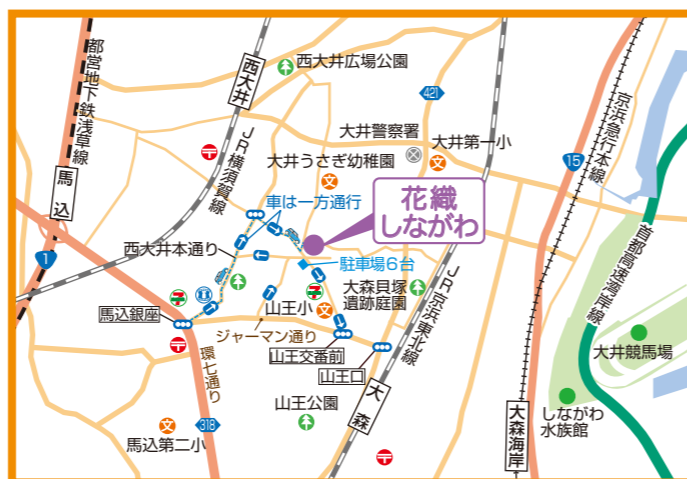 都営地下鉄浅草線
馬込
1
西大井
JR横須賀線
西大井広場公園
421
大井警察署
大井第一小
文
大井うさぎ幼稚園
文
15
京浜急行本線
首都高速湾岸線
車は一方通行
花織
しながわ
西大井本通り
駐車場6台
大森貝塚
遺跡庭園
JR京浜東北線
7
7
山王小
文
馬込銀座
ジャーマン通り
山王交番前
山王口
環七通り
大森
山王公園
318
文
馬込第二小
大井競馬場
しながわ
水族館
大森海岸